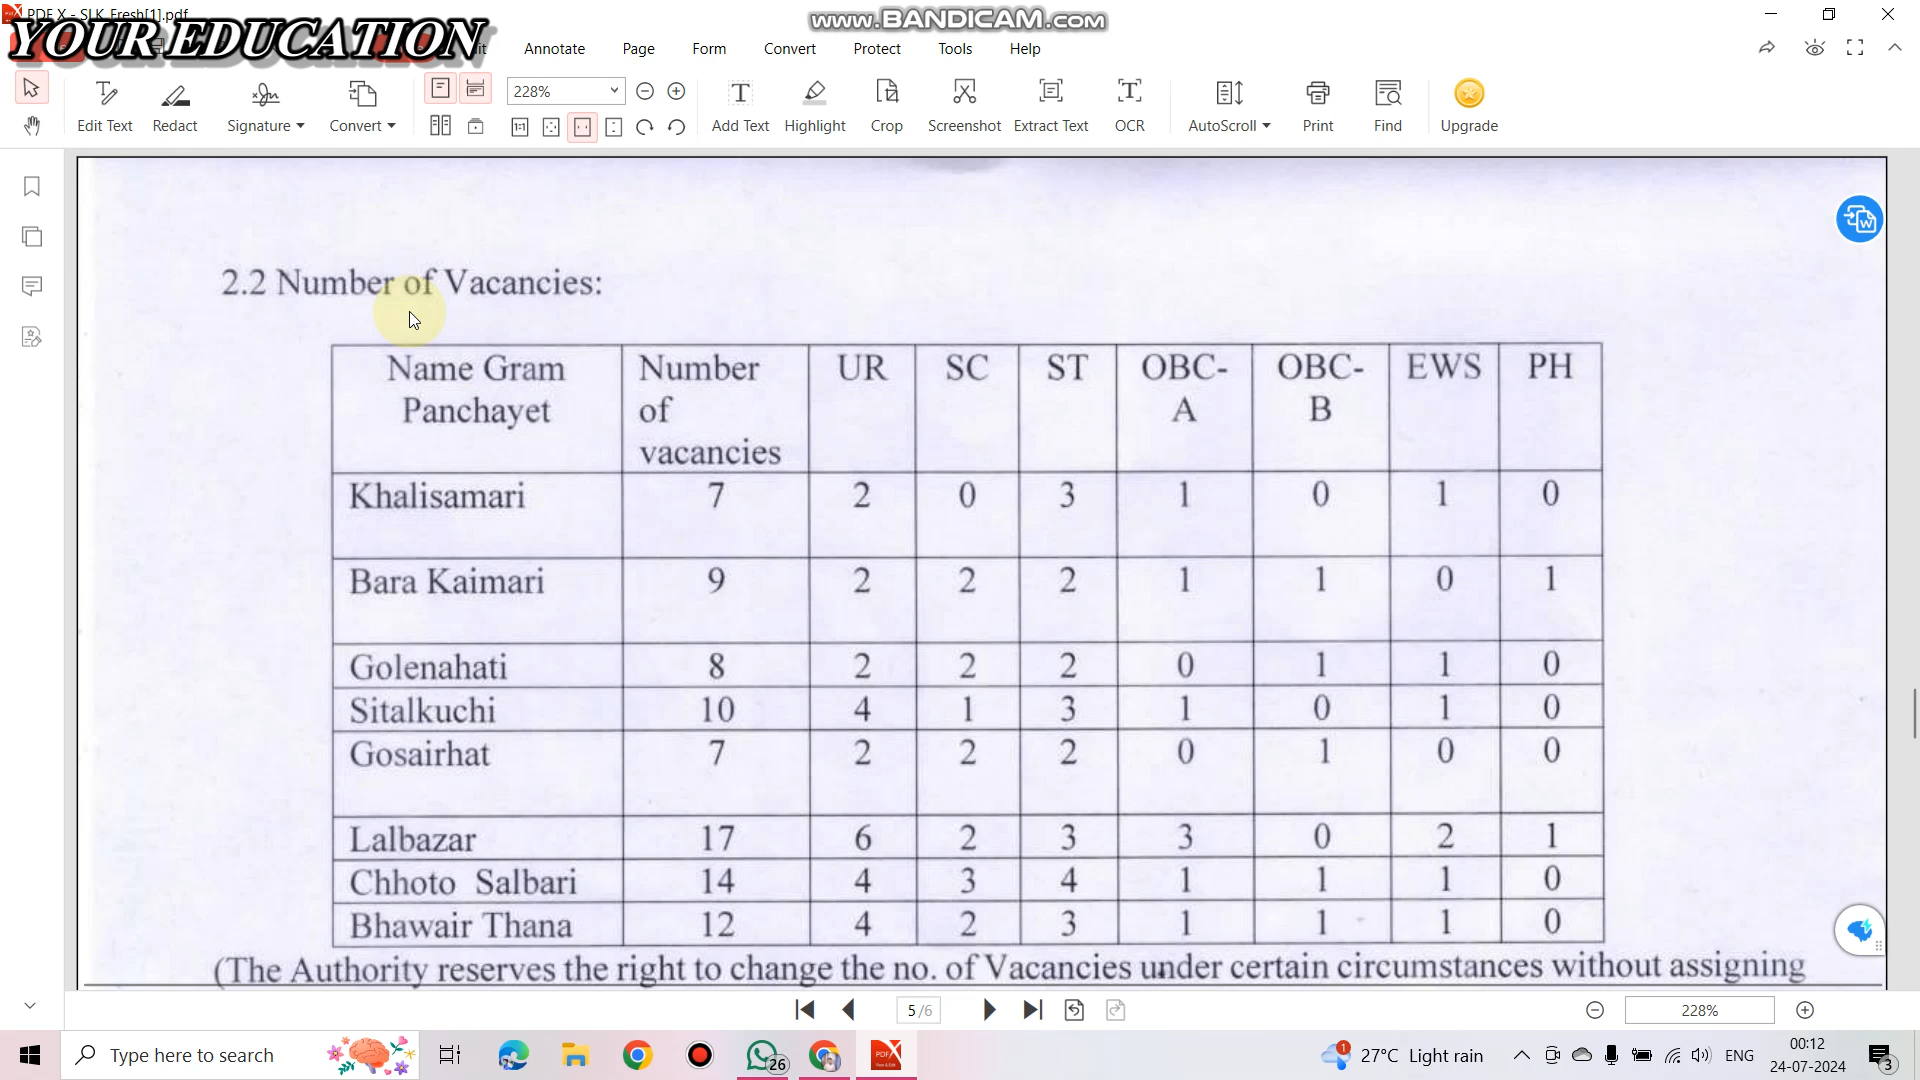 PDF X - SLK_Fresh[1].pdf
YOUR EDUCATION
www.BANDICAM.com
Annotate Page Form Convert Protect Tools Help
228%
Edit Text Redact Signature Convert Add Text Highlight Crop Screenshot Extract Text OCR AutoScroll Print Find Upgrade
2.2 Number of Vacancies:
Name Gram Panchayet Number of vacancies UR SC ST OBC-A OBC-B EWS PH
Khalisamari 7 2 0 3 1 0 1 0
Bara Kaimari 9 2 2 2 1 1 0 1
Golenahati 8 2 2 2 0 1 1 0
Sitalkuchi 10 4 1 3 1 0 1 0
Gosairhat 7 2 2 2 0 1 0 0
Lalbazar 17 6 2 3 3 0 2 1
Chhoto Salbari 14 4 3 4 1 1 1 0
Bhawair Thana 12 4 2 3 1 1 1 0
(The Authority reserves the right to change the no. of Vacancies under certain circumstances without assigning
5/6
228%
Type here to search
26
PDF X
1
27°C Light rain
ENG
00:12
24-07-2024
3